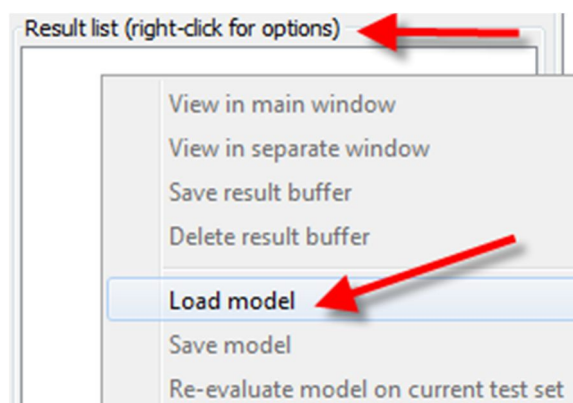 Result list (right-click for options)
View in main window
View in separate window
Save result buffer
Delete result buffer
Load model
Save model
Re-evaluate model on current test set